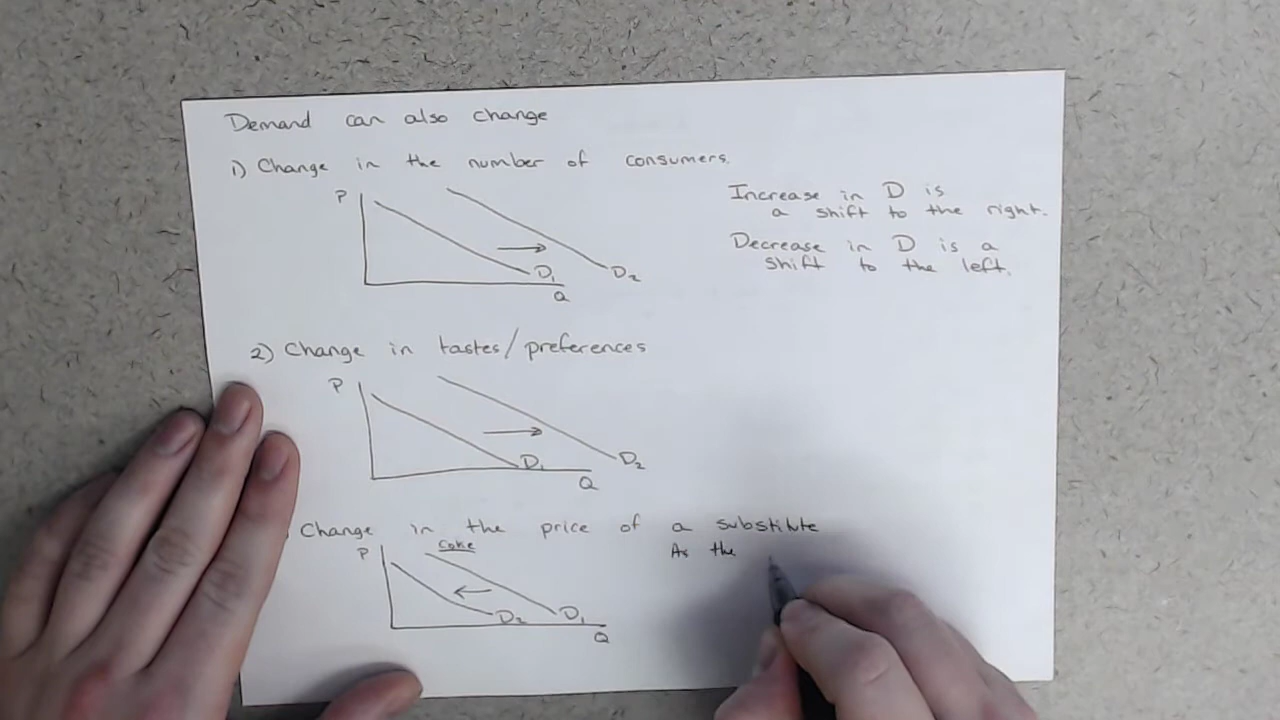 Demand can also change
1) Change in the number of consumers.
Increase in D is
a shift to the right.
Decrease in D is a
shift to the left.
P
D1
D2
Q
2) Change in tastes/preferences
P
D1
D2
Q
Change in the price of a substitute
As the
P
Coke
D2
D1
Q